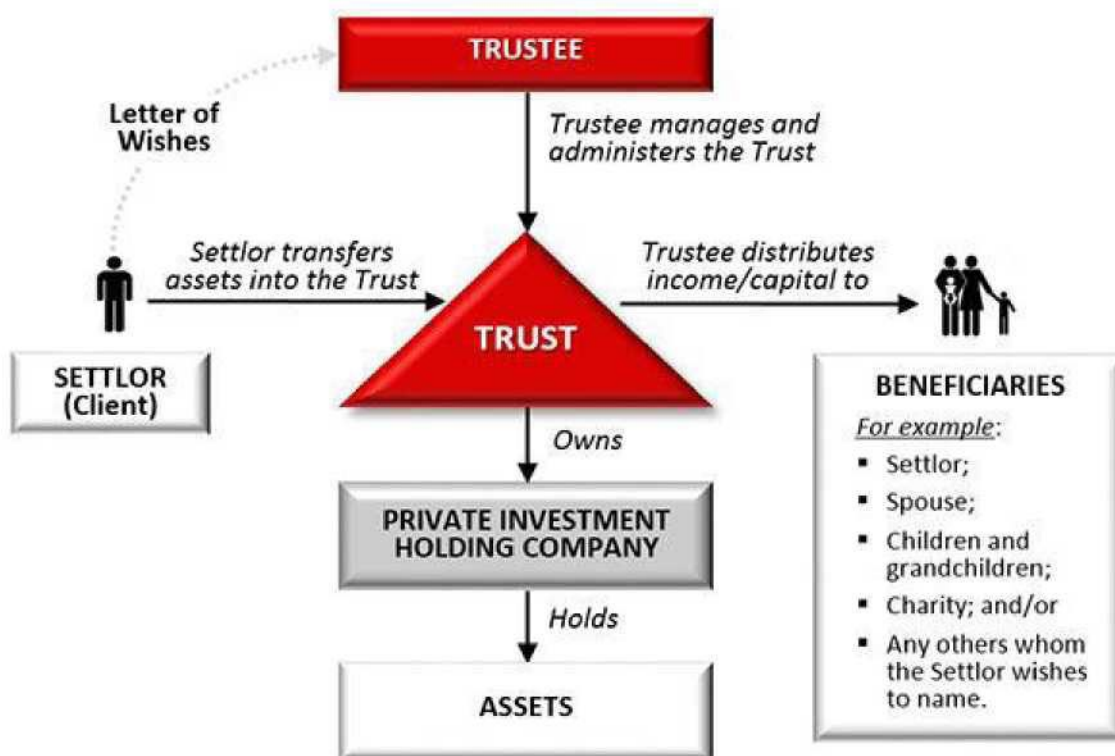 TRUSTEE
Letter of
Wishes
Trustee manages and
administers the Trust
Settlor transfers
assets into the Trust
Trustee distributes
income/capital to
TRUST
SETTLOR
(Client)
BENEFICIARIES
For example:
▪ Settlor;
▪ Spouse;
▪ Children and
grandchildren;
▪ Charity; and/or
▪ Any others whom
the Settlor wishes
to name.
Owns
PRIVATE INVESTMENT
HOLDING COMPANY
Holds
ASSETS